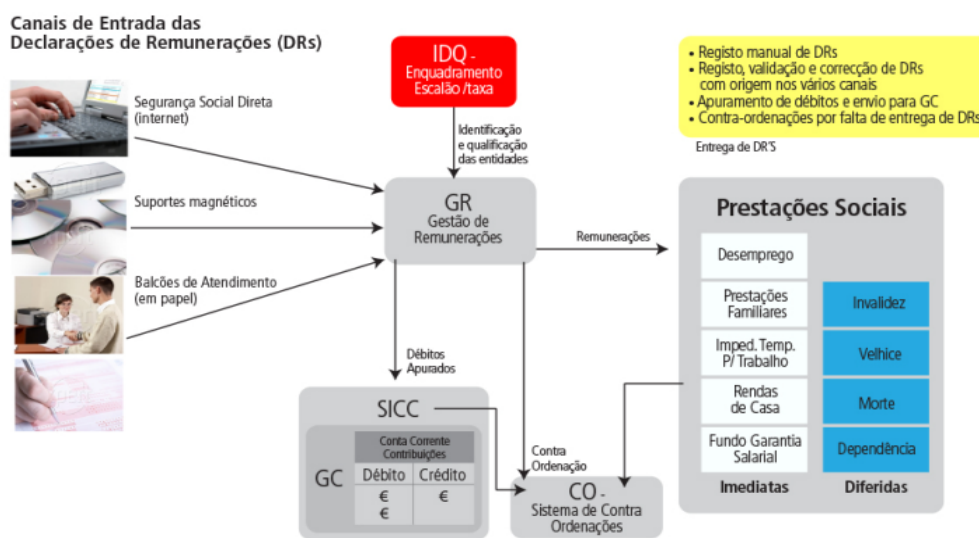 Canais de Entrada das
Declarações de Remunerações (DRs)
Segurança Social Direta
(internet)
Suportes magnéticos
Balcões de Atendimento
(em papel)
IDQ -
Enquadramento
Escalão /taxa
Identificação
e qualificação
das entidades
GR
Gestão de
Remunerações
Remunerações
Débitos
Apurados
SICC
GC
Conta Corrente
Contribuições
Débito
Crédito
€
€
€
Contra
Ordenação
CO -
Sistema de Contra
Ordenações
• Registo manual de DRs
• Registo, validação e correcção de DRs
com origem nos vários canais
• Apuramento de débitos e envio para GC
• Contra-ordenações por falta de entrega de DRs
Entrega de DR'S
Prestações Sociais
Desemprego
Prestações
Familiares
Imped. Temp.
P/ Trabalho
Rendas
de Casa
Fundo Garantia
Salarial
Imediatas
Invalidez
Velhice
Morte
Dependência
Diferidas